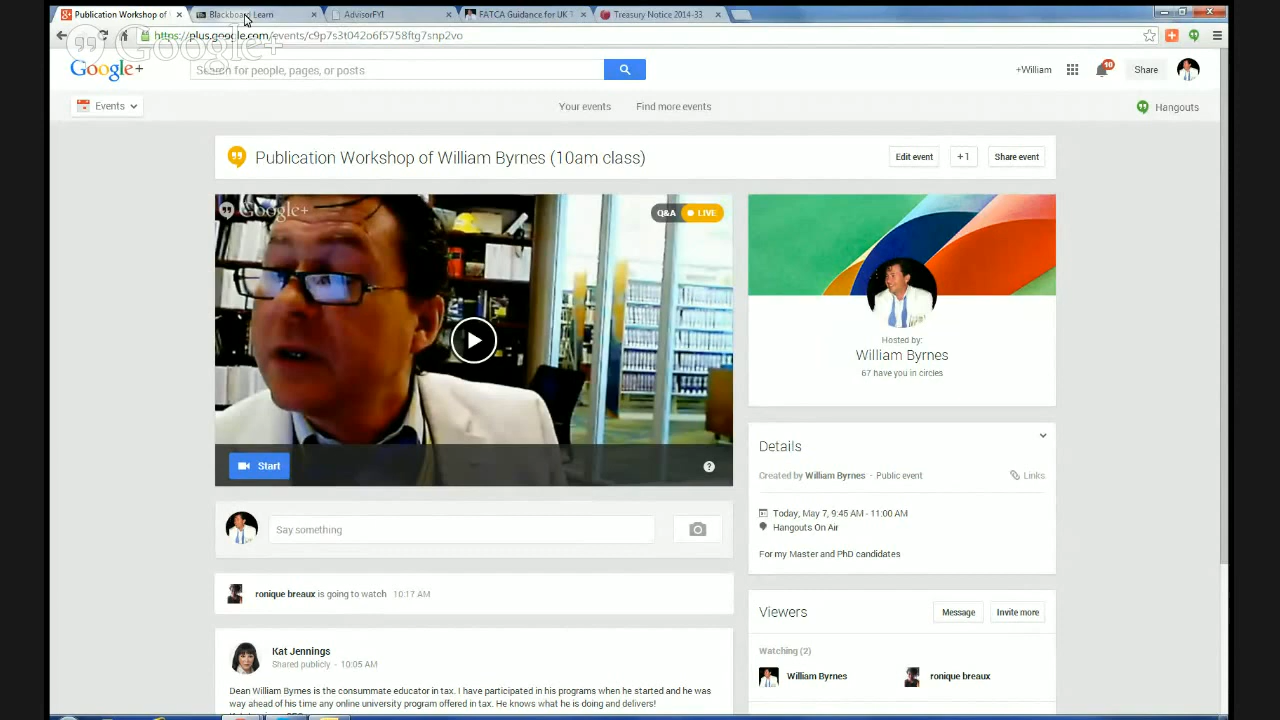 Publication Workshop of
Blackboard Learn
AdvisorFYI
FATCA Guidance for UK T
Treasury Notice 2014-33
https://plus.google.com/events/c9p7s3t042o6f5758ftg7snp2vo
Google+
Google+
Search for people, pages, or posts
+William
10
Share
Events
Your events
Find more events
Hangouts
Publication Workshop of William Byrnes (10am class)
Edit event
+1
Share event
Google+
Q&A
LIVE
Start
?
Hosted by:
William Byrnes
67 have you in circles
Details
Created by William Byrnes · Public event
Links
Today, May 7, 9:45 AM - 11:00 AM
Hangouts On Air
For my Master and PhD candidates
Say something
ronique breaux is going to watch 10:17 AM
Viewers
Message
Invite more
Watching (2)
William Byrnes
ronique breaux
Kat Jennings
Shared publicly - 10:05 AM
Dean William Byrnes is the consummate educator in tax. I have participated in his programs when he started and he was
way ahead of his time any online university program offered in tax. He knows what he is doing and delivers!